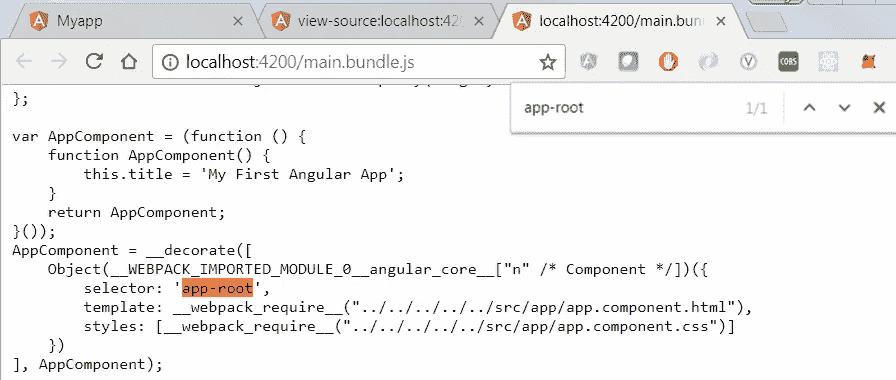 Myapp
view-source:localhost:42
localhost:4200/main.bun
localhost:4200/main.bundle.js
CORS
app-root 1/1
};
var AppComponent = (function () {
    function AppComponent() {
        this.title = 'My First Angular App';
    }
    return AppComponent;
}());
AppComponent = __decorate([
    Object(__WEBPACK_IMPORTED_MODULE_0__angular_core__["n" /* Component */])({
        selector: 'app-root',
        template: __webpack_require__("../../../../../src/app/app.component.html"),
        styles: [__webpack_require__("../../../../../src/app/app.component.css")]
    })
], AppComponent);